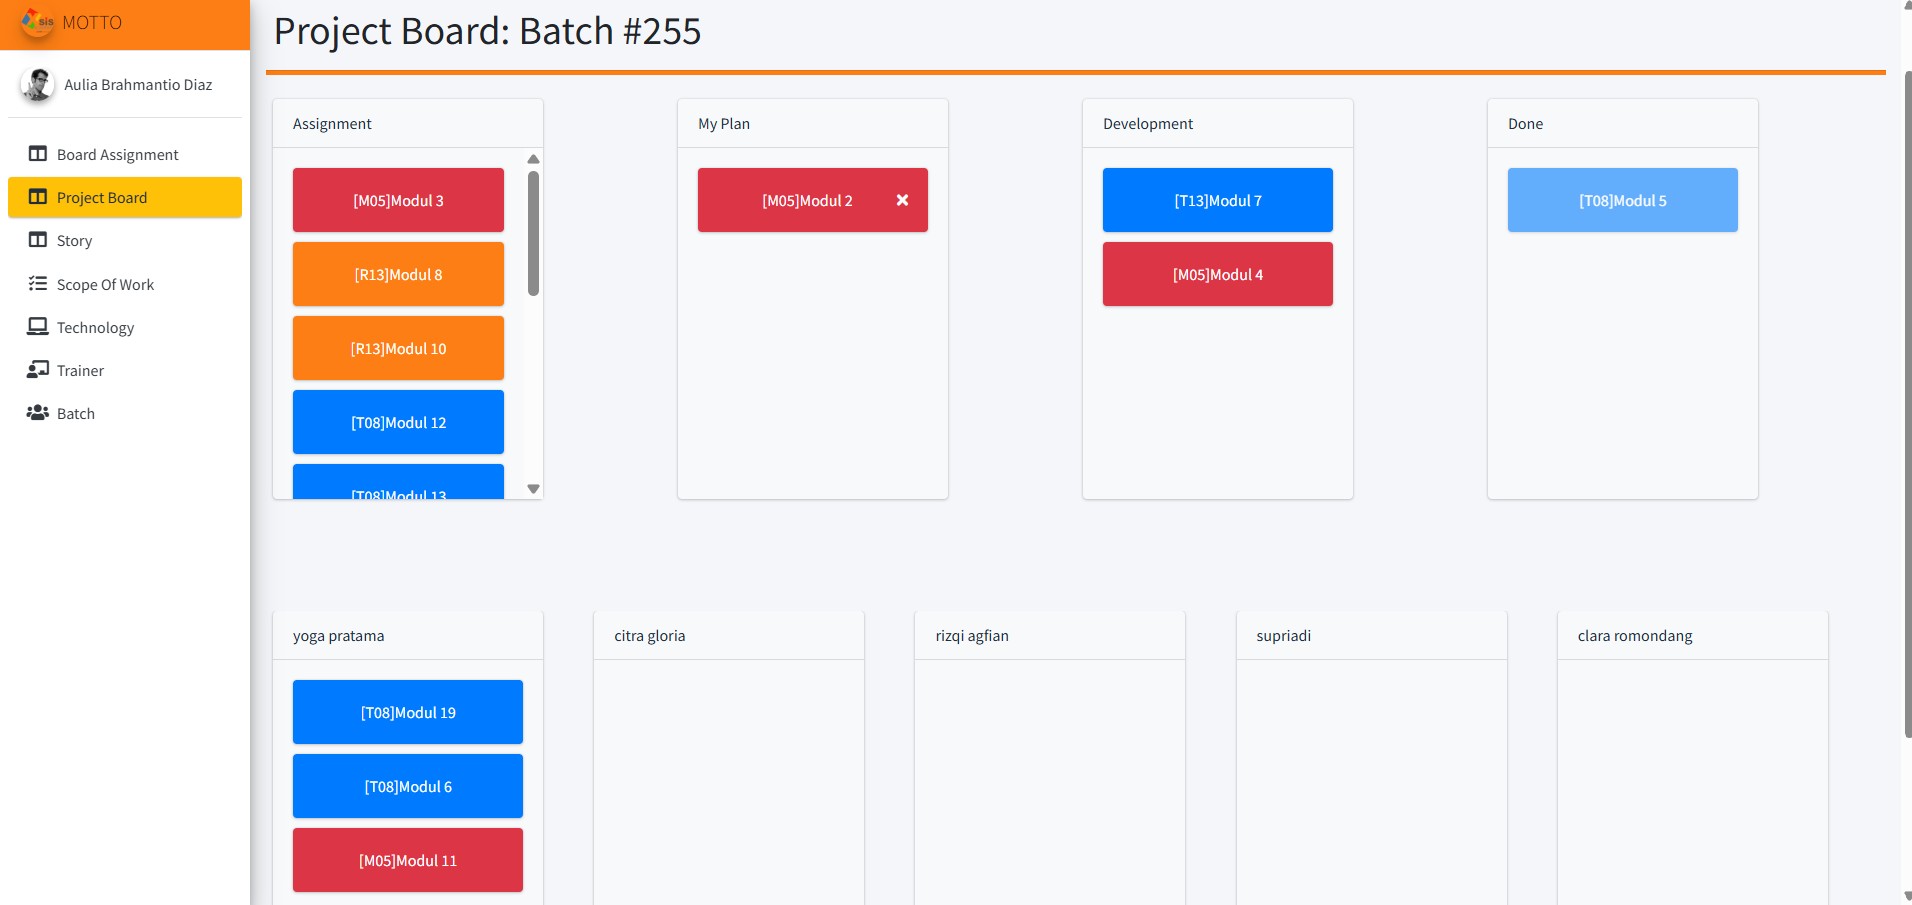 sis MOTTO
Aulia Brahmantio Diaz
Board Assignment
Project Board
Story
Scope Of Work
Technology
Trainer
Batch
Project Board: Batch #255
Assignment
[M05]Modul 3
[R13]Modul 8
[R13]Modul 10
[T08]Modul 12
[T08]Modul 13
My Plan
[M05]Modul 2
Development
[T13]Modul 7
[M05]Modul 4
Done
[T08]Modul 5
yoga pratama
[T08]Modul 19
[T08]Modul 6
[M05]Modul 11
citra gloria
rizqi agfian
supriadi
clara romondang